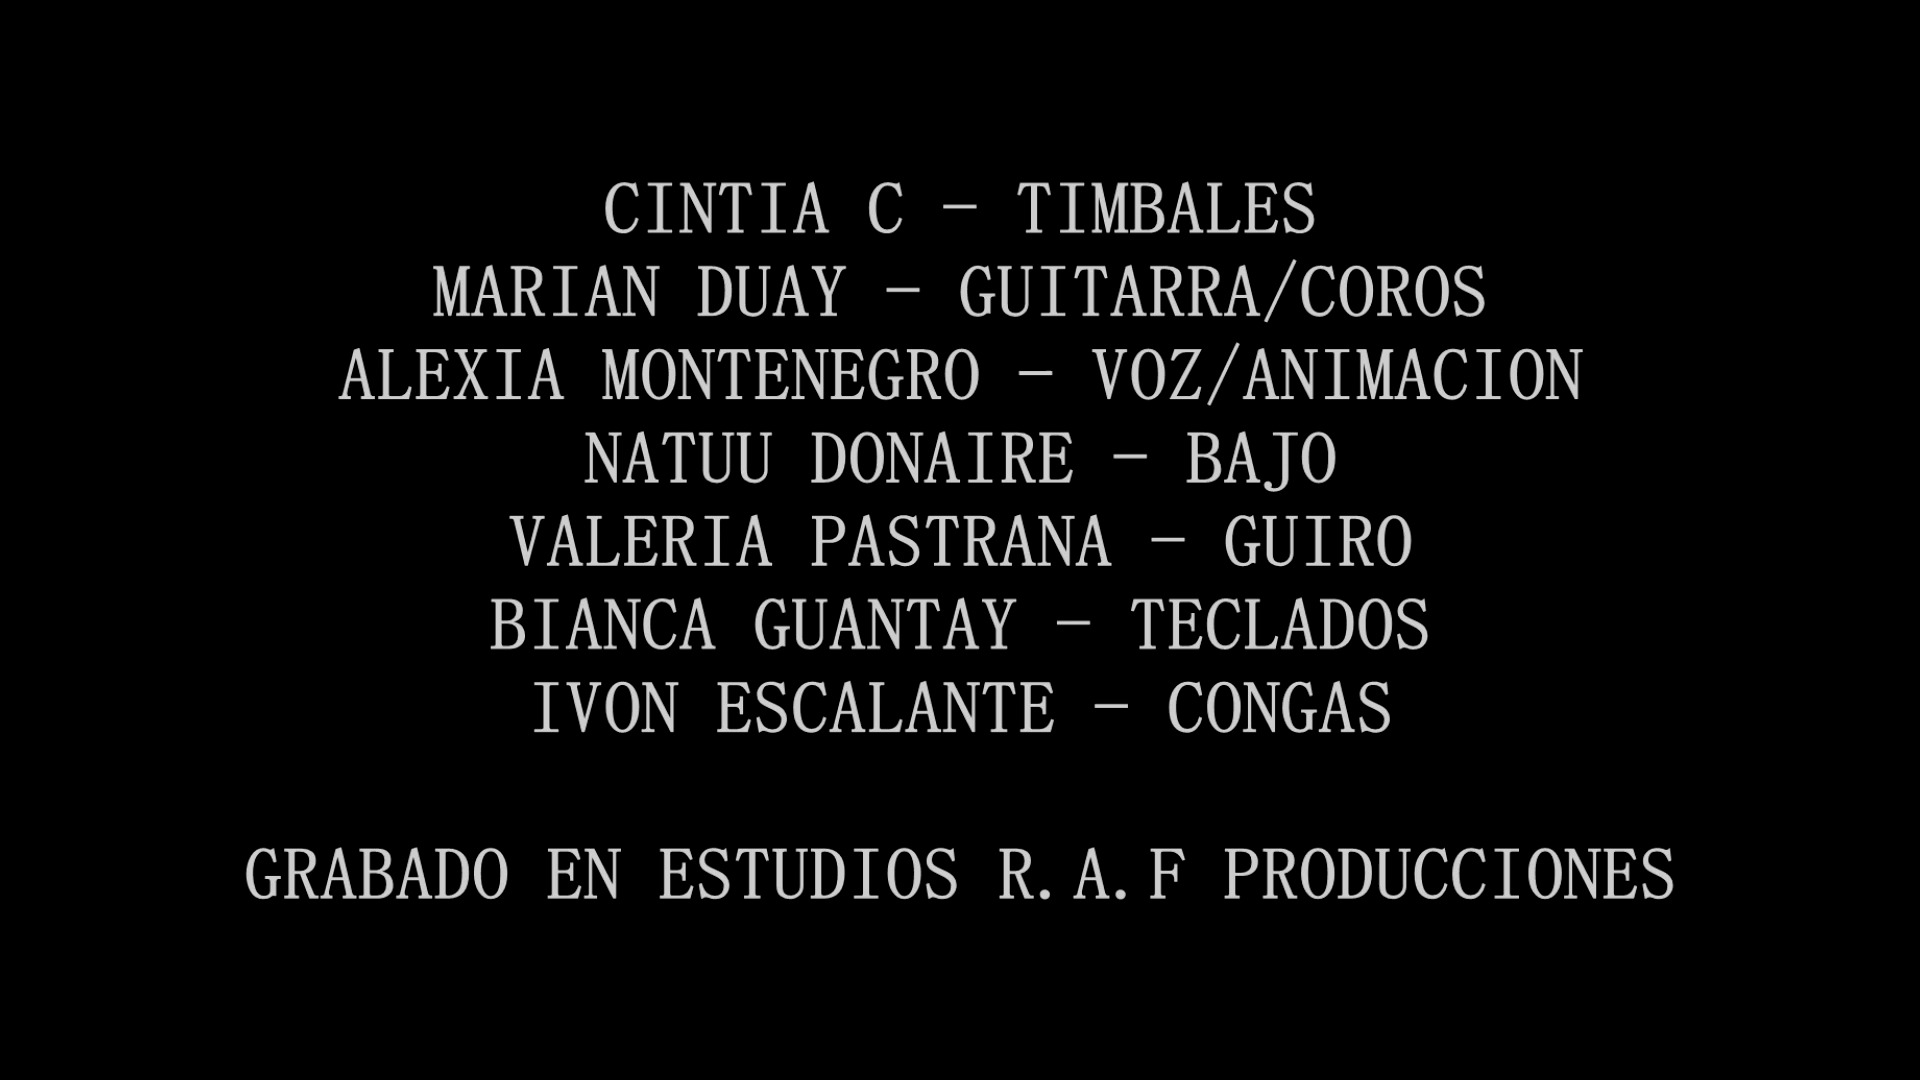 CINTIA C - TIMBALES
MARIAN DUAY - GUITARRA/COROS
ALEXIA MONTENEGRO - VOZ/ANIMACION
NATUU DONAIRE - BAJO
VALERIA PASTRANA - GUIRO
BIANCA GUANTAY - TECLADOS
IVON ESCALANTE - CONGAS
GRABADO EN ESTUDIOS R.A.F PRODUCCIONES